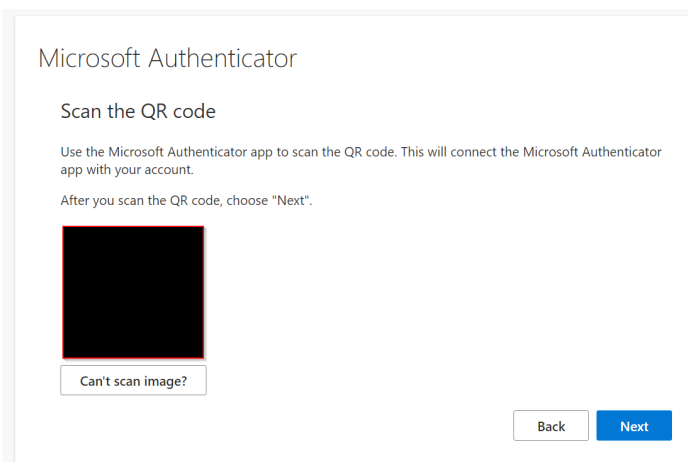 Microsoft Authenticator
Scan the QR code
Use the Microsoft Authenticator app to scan the QR code. This will connect the Microsoft Authenticator
app with your account.
After you scan the QR code, choose "Next".
Can't scan image?
Back
Next